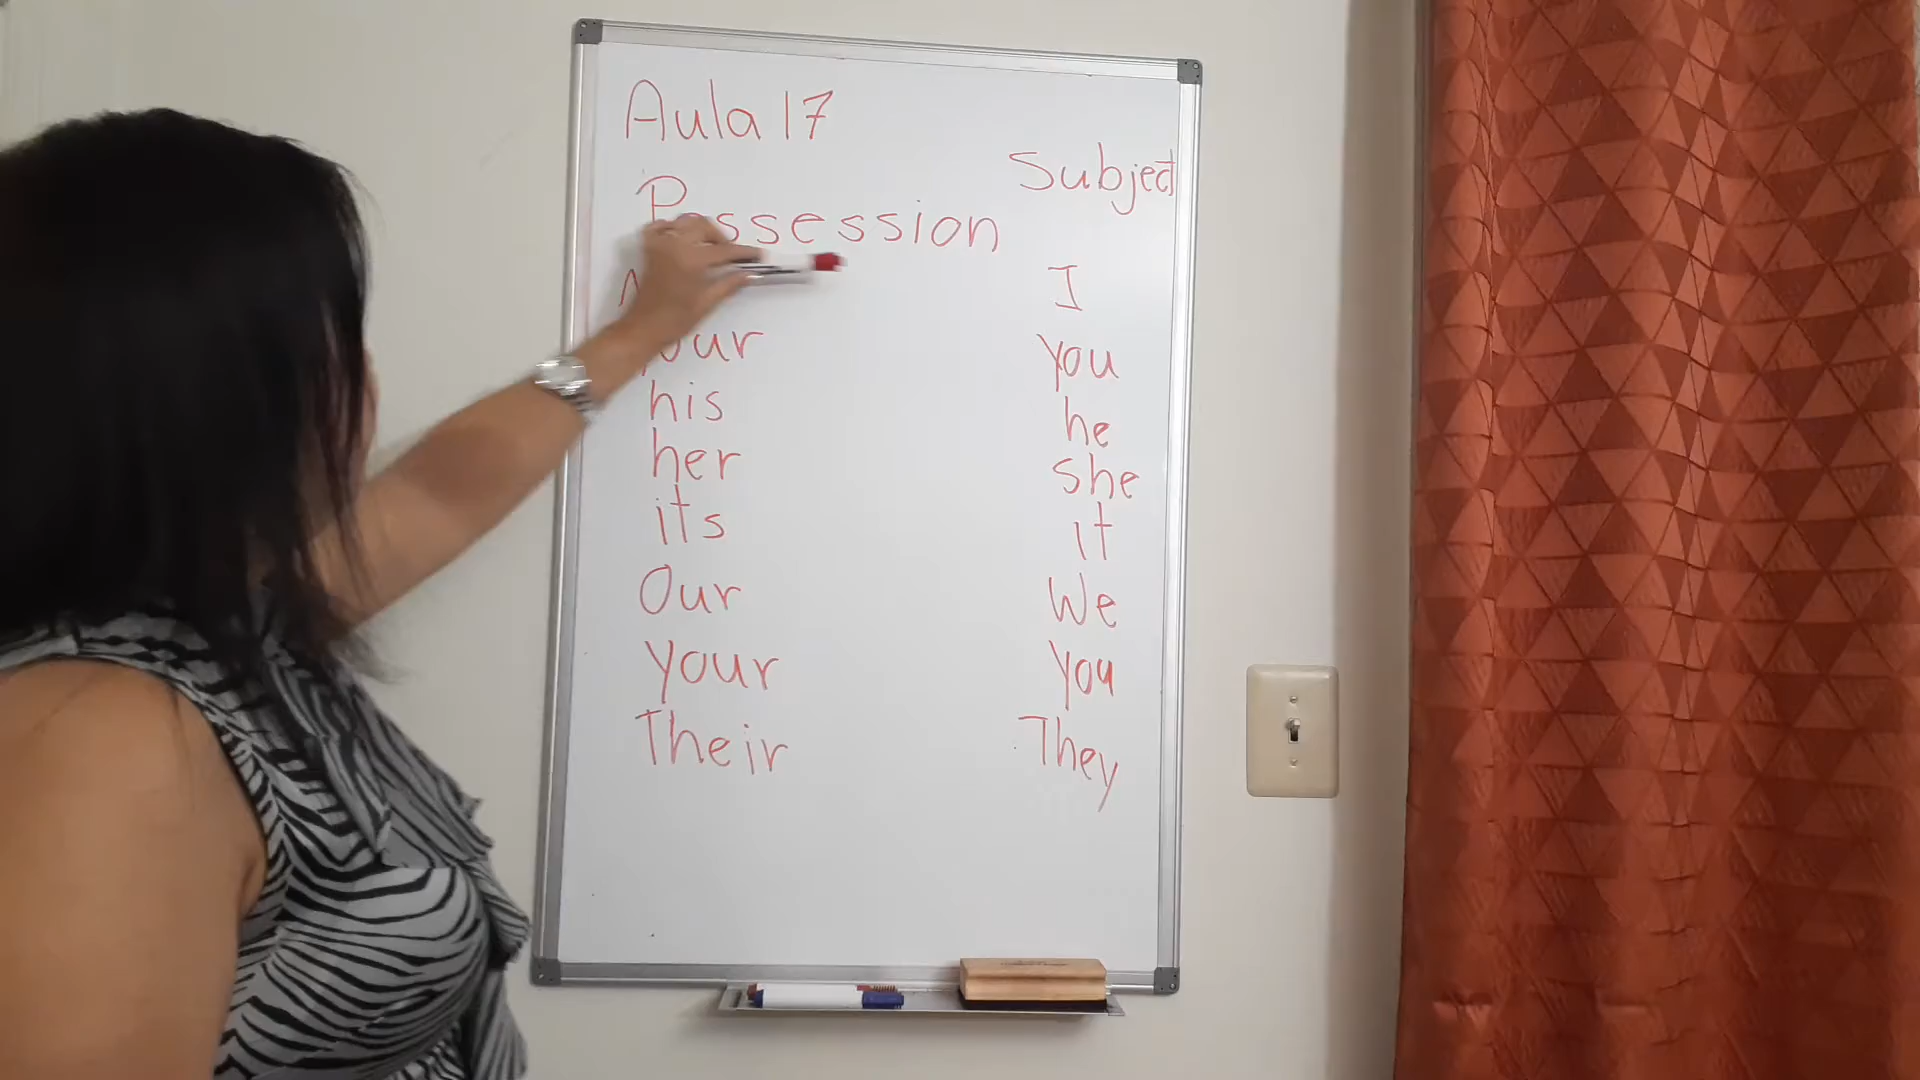 Aula 17
Subject
Possession
I
you
his
he
her
she
its
it
Our
We
your
you
Their
They